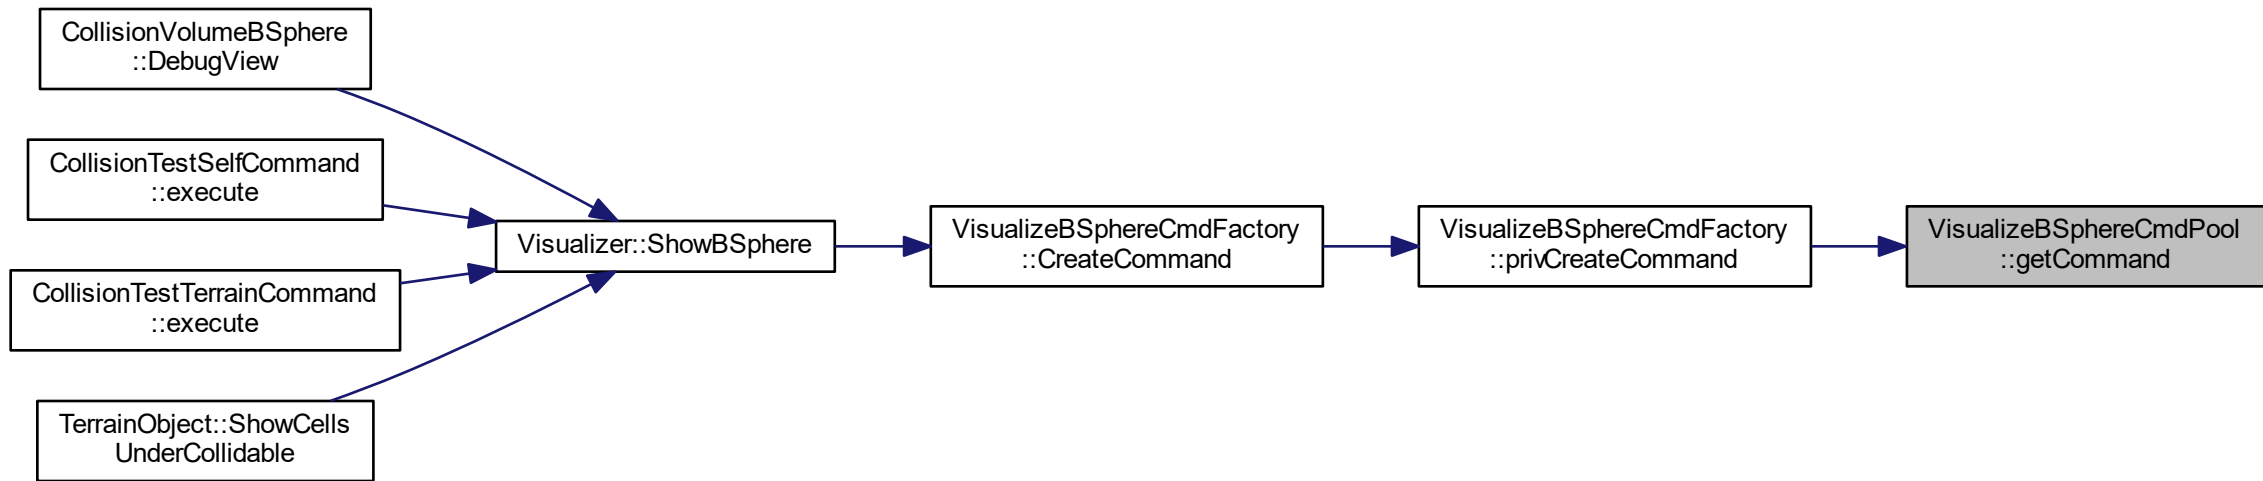 CollisionVolumeBSphere
::DebugView
CollisionTestSelfCommand
::execute
CollisionTestTerrainCommand
::execute
TerrainObject::ShowCells
UnderCollidable
Visualizer::ShowBSphere
VisualizeBSphereCmdFactory
::CreateCommand
VisualizeBSphereCmdFactory
::privCreateCommand
VisualizeBSphereCmdPool
::getCommand